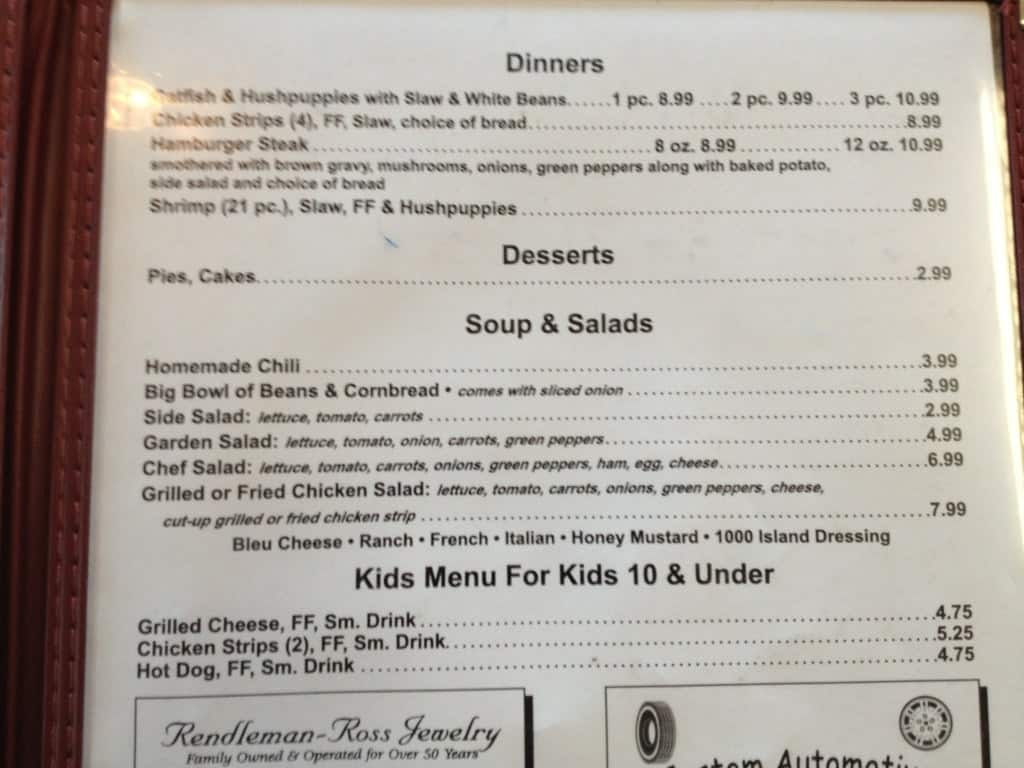 Dinners
Catfish & Hushpuppies with Slaw & White Beans......1 pc. 8.99 ....2 pc. 9.99.... 3 pc. 10.99
Chicken Strips (4), FF, Slaw, choice of bread..........8.99
Hamburger Steak..........8 oz. 8.99..........12 oz. 10.99
smothered with brown gravy, mushrooms, onions, green peppers along with baked potato,
side salad and choice of bread
Shrimp (21 pc.), Slaw, FF & Hushpuppies..........9.99
Desserts
Pies, Cakes..........2.99
Soup & Salads
Homemade Chili..........3.99
Big Bowl of Beans & Cornbread • comes with sliced onion..........3.99
Side Salad: lettuce, tomato, carrots..........2.99
Garden Salad: lettuce, tomato, onion, carrots, green peppers..........4.99
Chef Salad: lettuce, tomato, carrots, onions, green peppers, ham, egg, cheese..........6.99
Grilled or Fried Chicken Salad: lettuce, tomato, carrots, onions, green peppers, cheese,
cut-up grilled or fried chicken strip..........7.99
Bleu Cheese • Ranch • French • Italian • Honey Mustard • 1000 Island Dressing
Kids Menu For Kids 10 & Under
Grilled Cheese, FF, Sm. Drink..........4.75
Chicken Strips (2), FF, Sm. Drink..........5.25
Hot Dog, FF, Sm. Drink..........4.75
Rendleman-Ross Jewelry
Family Owned & Operated for Over 50 Years